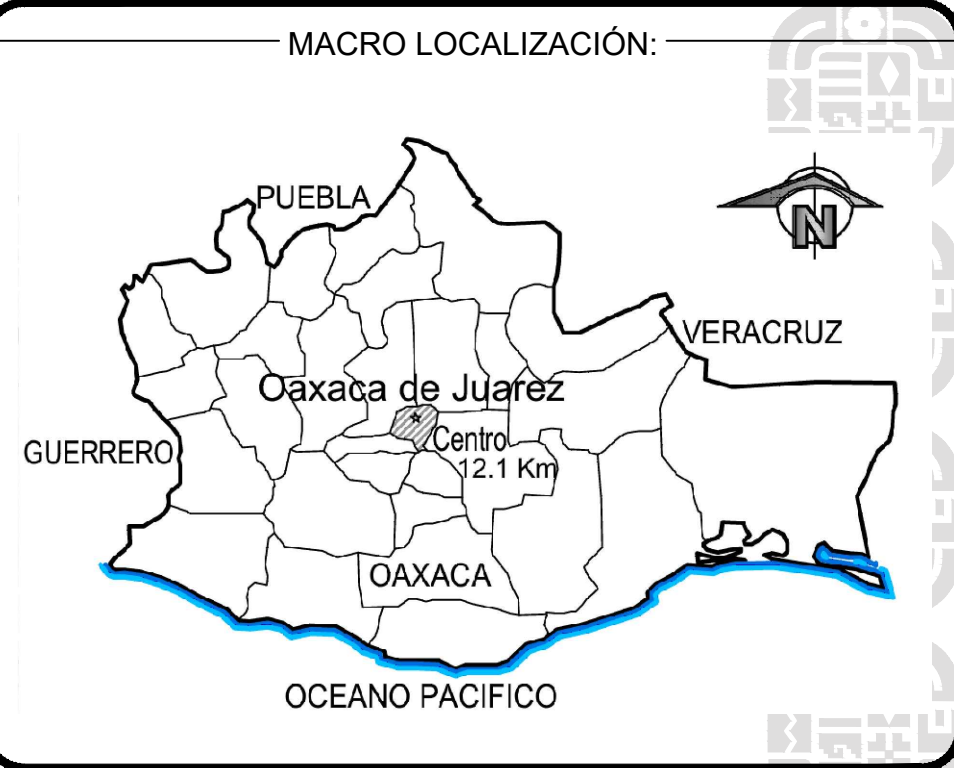 MACRO LOCALIZACIÓN:
PUEBLA
N
VERACRUZ
Oaxaca de Juarez
GUERRERO
Centro
12.1 Km
OAXACA
OCEANO PACIFICO